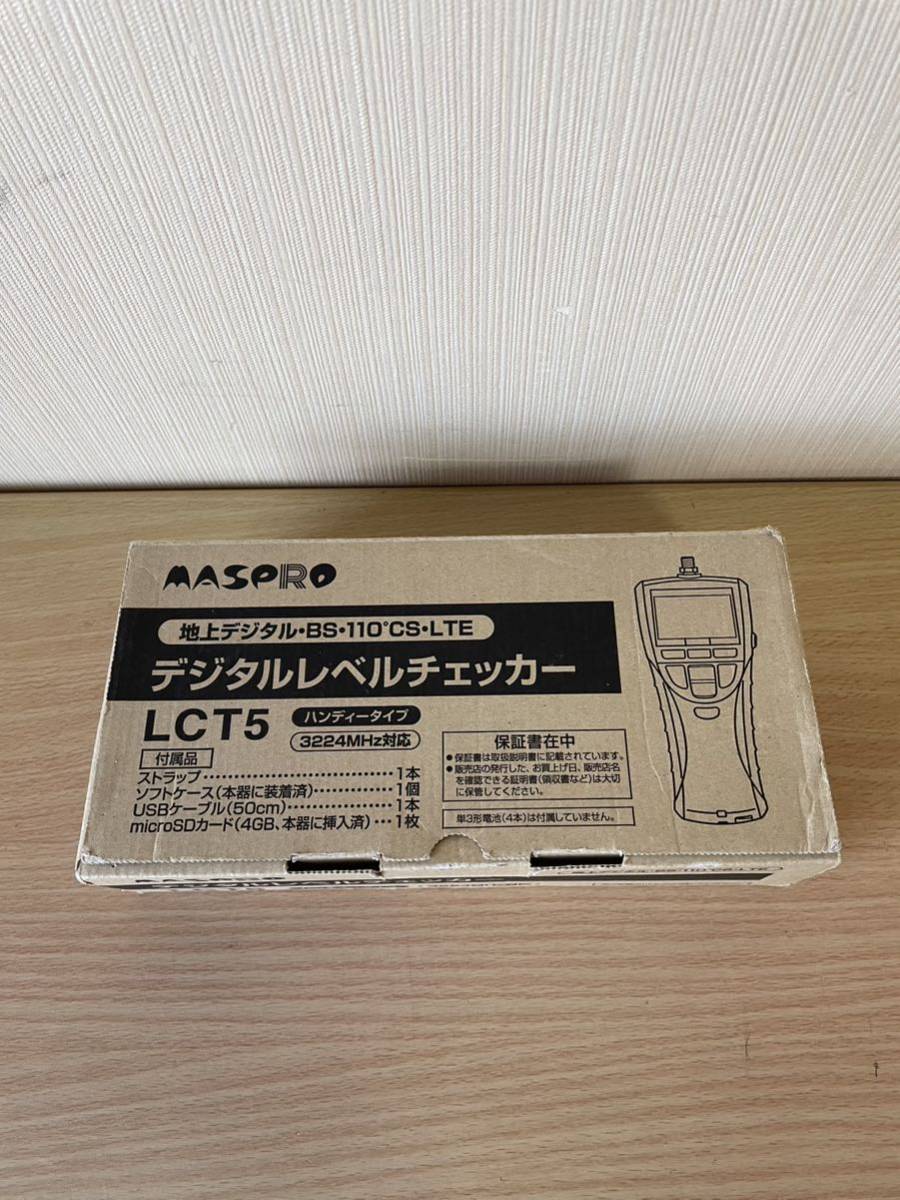 MASPRO
地上デジタル・BS・110°CS・LTE
デジタルレベルチェッカー
LCT5
ハンディータイプ
3224MHz対応
付属品
ストラップ……………………………1本
ソフトケース(本器に装着済)…………1個
USBケーブル(50cm)………………1本
microSDカード(4GB、本器に挿入済)…1枚
保証書在中
●保証書は取扱説明書に記載されています。
●販売店の発行した、お買上げ日、販売店名
を確認できる証明書(領収書など)は大切
に保管してください。
単3形電池(4本)は付属していません。